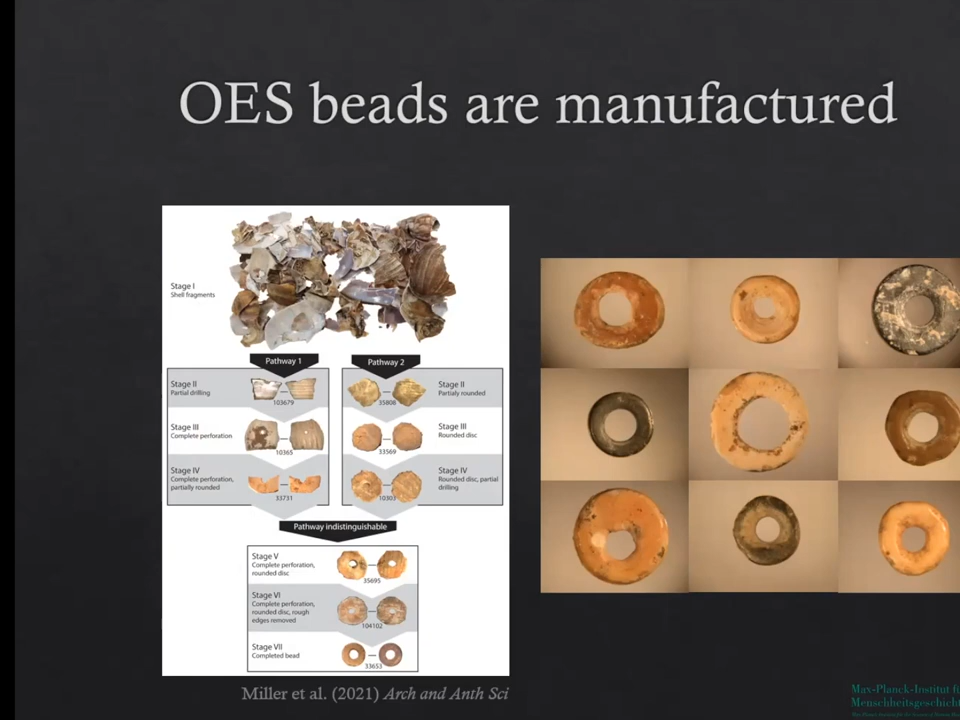 OES beads are manufactured
Stage I
Shell fragments
Pathway 1
Pathway 2
Stage II
Partial drilling
103679
Stage II
Partialy rounded
35808
Stage III
Complete perforation
10365
Stage III
Rounded disc
33569
Stage IV
Complete perforation,
partially rounded
33731
Stage IV
Rounded disc, partial
drilling
10303
Pathway indistinguishable
Stage V
Complete perforation,
rounded disc
35695
Stage VI
Complete perforation,
rounded disc, rough
edges removed
104102
Stage VII
Completed bead
33653
Miller et al. (2021) Arch and Anth Sci
Max-Planck-Institut fü
Menschheitsgeschicht